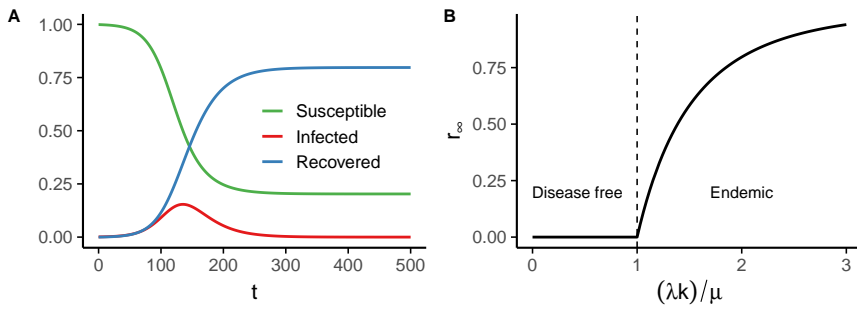 A
1.00
0.75
0.50
0.25
0.00
Susceptible
Infected
Recovered
0 100 200 300 400 500
t
B
0.75
0.50
0.25
0.00
r∞
Disease free
Endemic
0 1 2 3
(λk)/μ